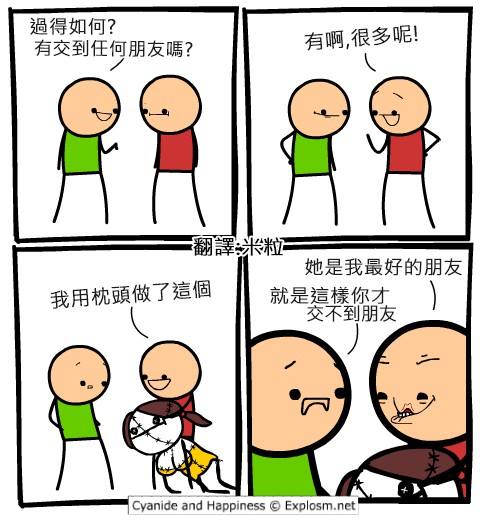 過得如何?
有交到任何朋友嗎?
有啊,很多呢!
翻譯:米粒
我用枕頭做了這個
她是我最好的朋友
就是這樣你才
交不到朋友
Cyanide and Happiness © Explosm.net